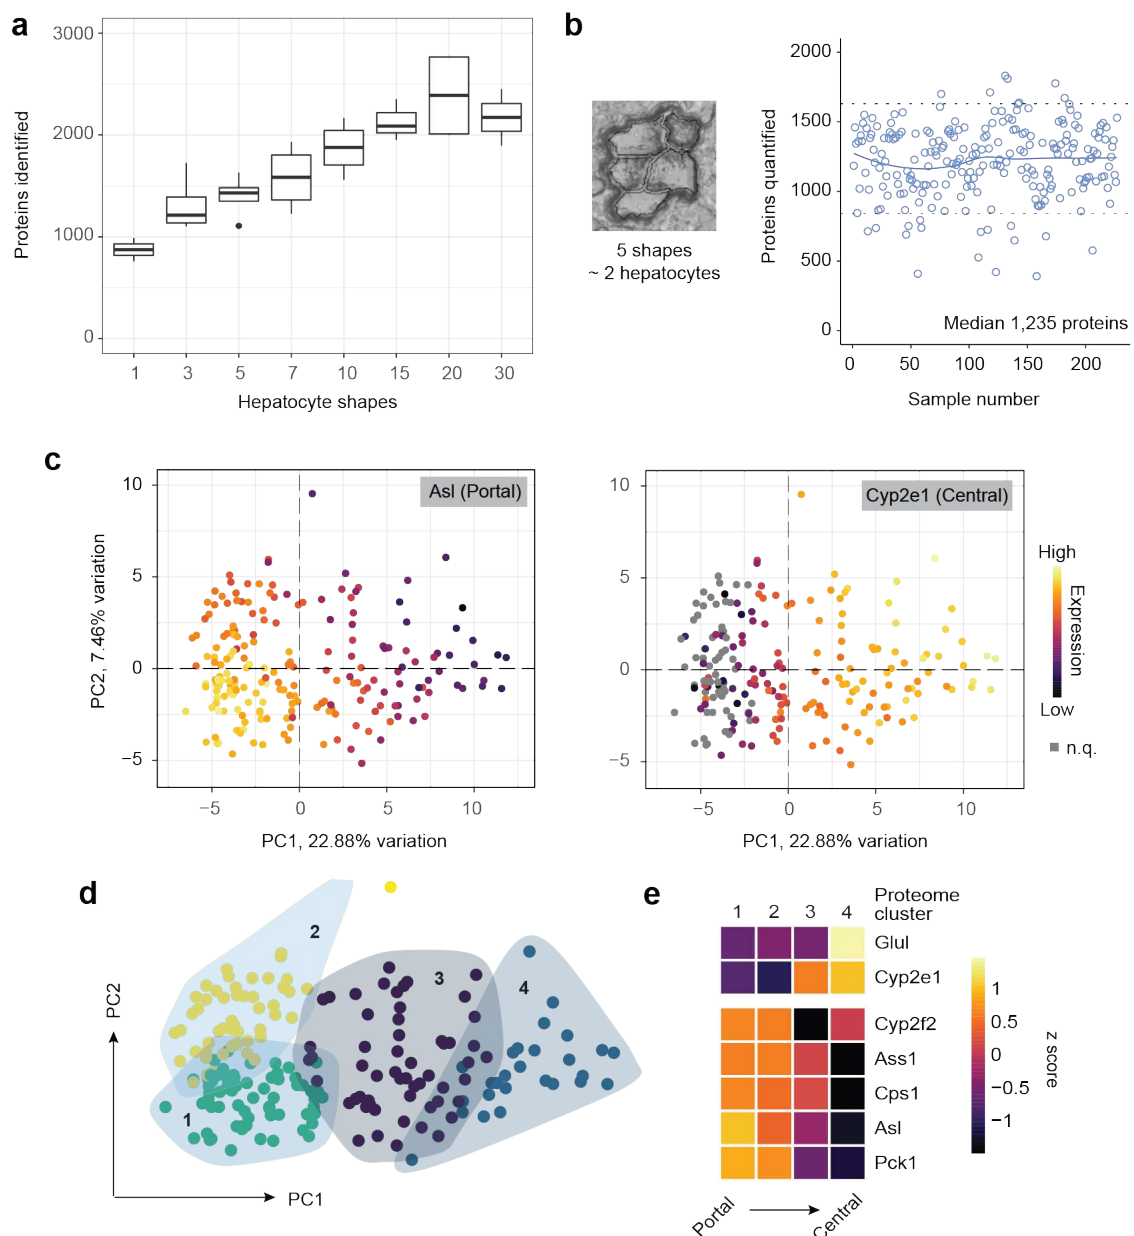 a
3000
2000
1000
0
Proteins identified
1 3 5 7 10 15 20 30
Hepatocyte shapes
b
5 shapes
~ 2 hepatocytes
2000
1500
1000
500
0
Proteins quantified
Median 1,235 proteins
0 50 100 150 200
Sample number
c
10
5
0
−5
PC2, 7.46% variation
Asl (Portal)
−5 0 5 10
PC1, 22.88% variation
10
5
0
−5
Cyp2e1 (Central)
−5 0 5 10
PC1, 22.88% variation
High
Expression
Low
n.q.
d
2
3
4
1
PC2
PC1
e
Proteome
cluster
1 2 3 4
Glul
Cyp2e1
Cyp2f2
Ass1
Cps1
Asl
Pck1
Portal
Central
1
0.5
0
−0.5
−1
z score